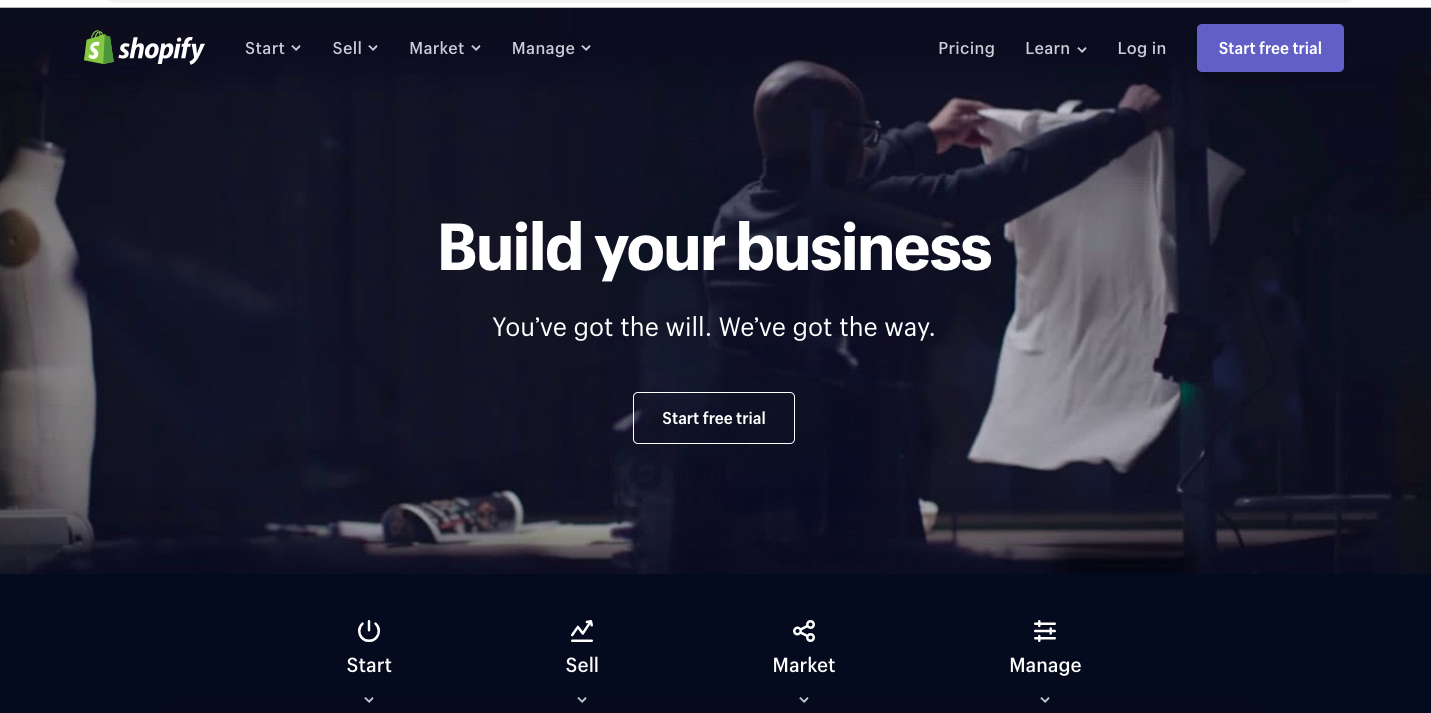 shopify Start Sell Market Manage Pricing Learn Log in Start free trial
Build your business
You’ve got the will. We’ve got the way.
Start free trial
Start Sell Market Manage